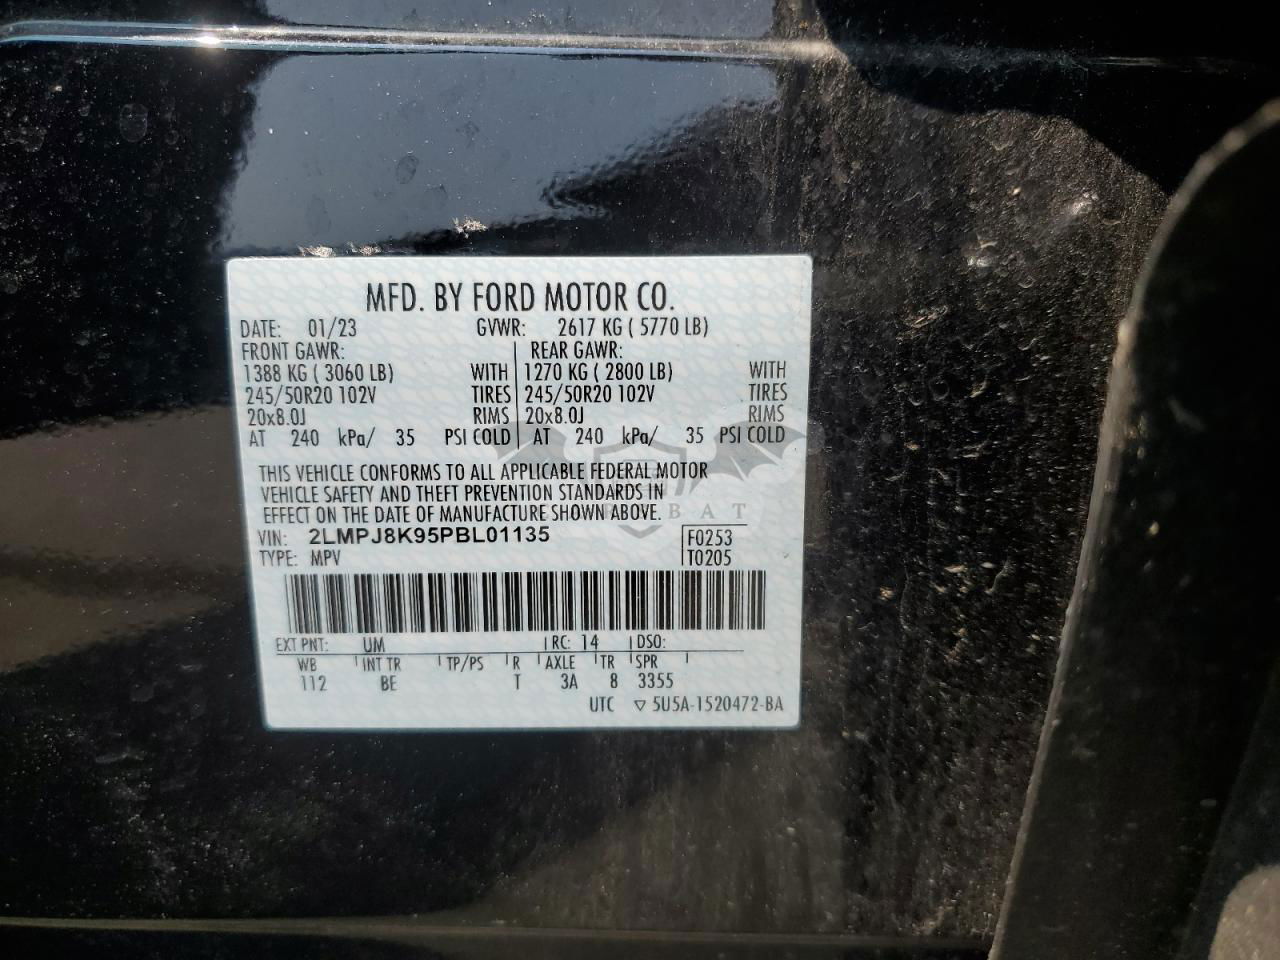 MFD. BY FORD MOTOR CO.
DATE: 01/23 GVWR: 2617 KG ( 5770 LB)
FRONT GAWR: REAR GAWR:
1388 KG ( 3060 LB) WITH 1270 KG ( 2800 LB) WITH
245/50R20 102V TIRES 245/50R20 102V TIRES
20x8.0J RIMS 20x8.0J RIMS
AT 240 kPa/ 35 PSI COLD AT 240 kPa/ 35 PSI COLD
THIS VEHICLE CONFORMS TO ALL APPLICABLE FEDERAL MOTOR
VEHICLE SAFETY AND THEFT PREVENTION STANDARDS IN
EFFECT ON THE DATE OF MANUFACTURE SHOWN ABOVE.
VIN: 2LMPJ8K95PBL01135 F0253
TYPE: MPV T0205
EXT PNT: UM RC: 14 DSO:
WB INT TR TP/PS R AXLE TR SPR
112 BE T 3A 8 3355
UTC ▽ 5U5A-1520472-BA